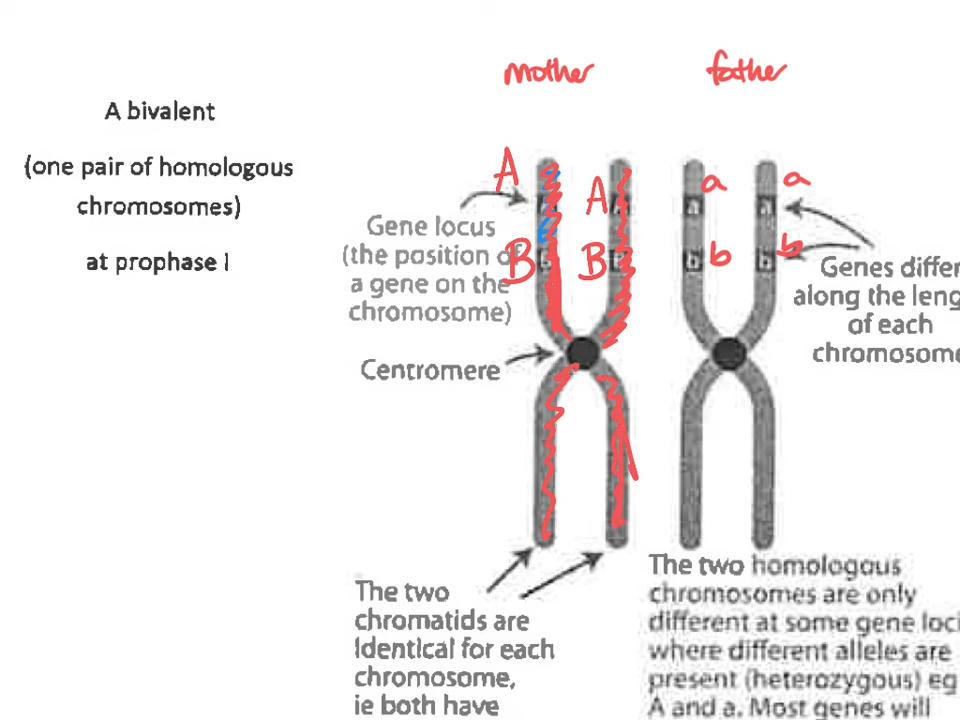 mother
father
A bivalent
(one pair of homologous
chromosomes)
at prophase I
A
A
a
a
a
a
Gene locus
(the position of
a gene on the
chromosome)
B
B
b
b
b
b
Genes differ
along the leng
of each
chromosome
Centromere
The two
chromatids are
identical for each
chromosome,
ie both have
The two homologous
chromosomes are only
different at some gene loci
where different alleles are
present (heterozygous) eg
A and a. Most genes will